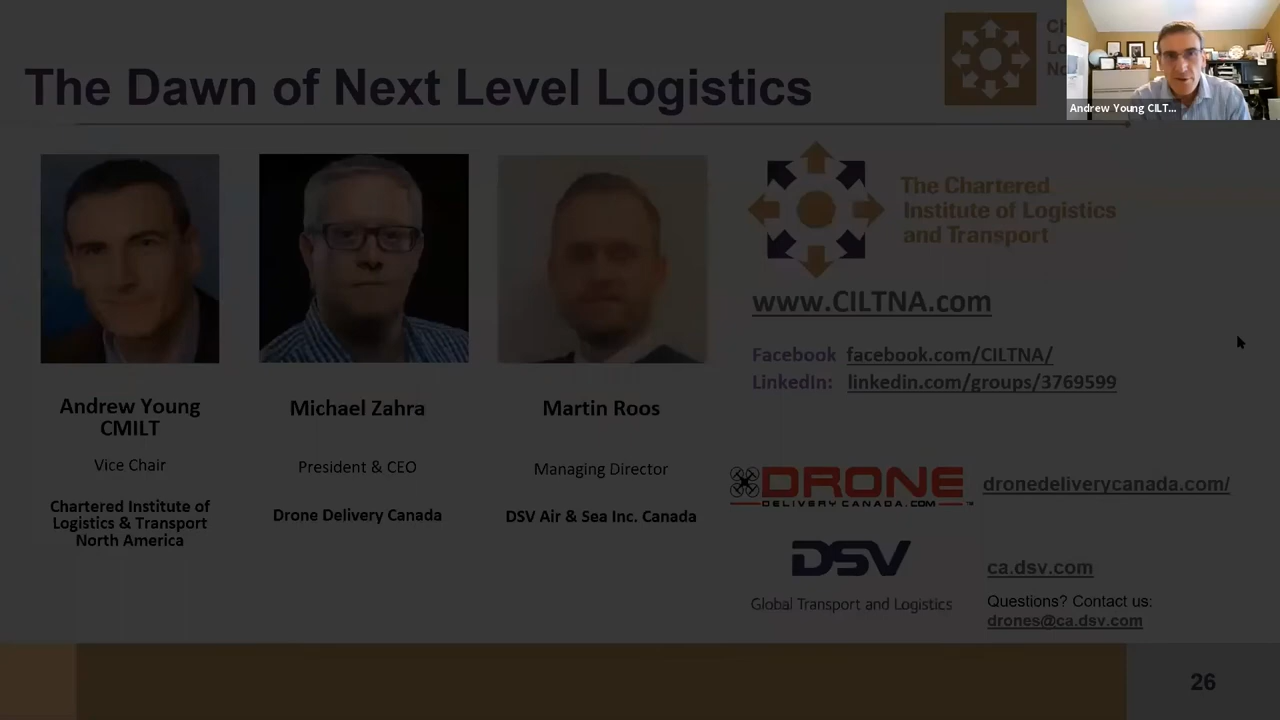 The Dawn of Next Level Logistics
Andrew Young CILT...
The Chartered
Institute of Logistics
and Transport
www.CILTNA.com
Facebook facebook.com/CILTNA/
LinkedIn: linkedin.com/groups/3769599
Andrew Young
CMILT
Vice Chair
Chartered Institute of
Logistics & Transport
North America
Michael Zahra
President & CEO
Drone Delivery Canada
Martin Roos
Managing Director
DSV Air & Sea Inc. Canada
DRONE
DELIVERYCANADA.COM
dronedeliverycanada.com/
DSV
Global Transport and Logistics
ca.dsv.com
Questions? Contact us:
drones@ca.dsv.com
26